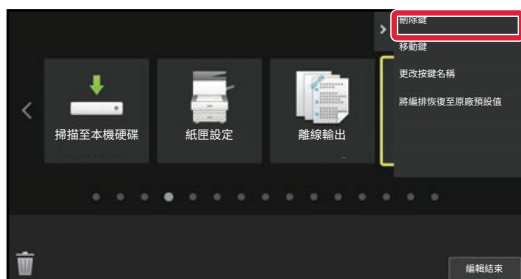 刪除鍵
移動鍵
更改按鍵名稱
將編排恢復至原廠預設值
掃描至本機硬碟
紙匣設定
離線輸出
編輯結束